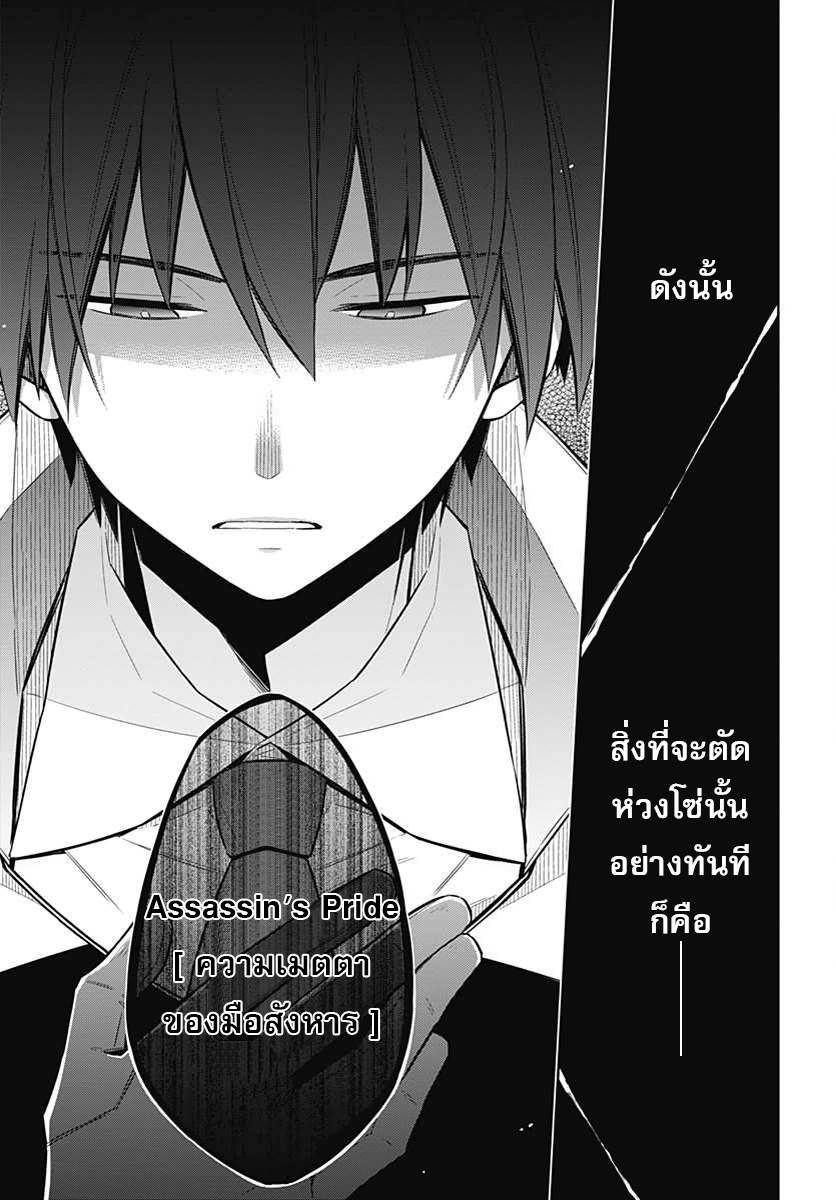 ดังนั้น
สิ่งที่จะตัด
ห่วงโซ่นั้น
อย่างทันที
ก็คือ
Assassin's Pride
[ ความเมตตา
ของมือสังหาร ]